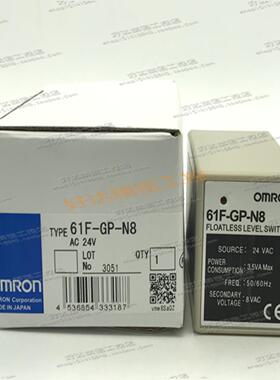 TYPE 61F-GP-N8
AC 24V
LOT
No 3051
QTY
1
OMRON
OMRON Corporation
MADE IN JAPAN
4 536854 333187
OMRON
61F-GP-N8
FLOATLESS LEVEL SWIT
SOURCE: 24 VAC
POWER
CONSUMPTION: 3.5VA Max
FREQ. 50/60Hz
SECONDARY
VOLTAGE: 8VAC